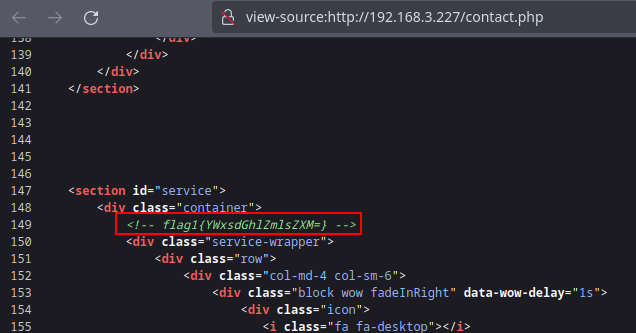 view-source:http://192.168.3.227/contact.php
138 </div>
139 </div>
140 </div>
141 </section>
142
143
144
145
146
147 <section id="service">
148 <div class="container">
149 <!-- flag1{YWxsdGhlZmlsZXM=} -->
150 <div class="service-wrapper">
151 <div class="row">
152 <div class="col-md-4 col-sm-6">
153 <div class="block wow fadeInRight" data-wow-delay="1s">
154 <div class="icon">
155 <i class="fa fa-desktop"></i>